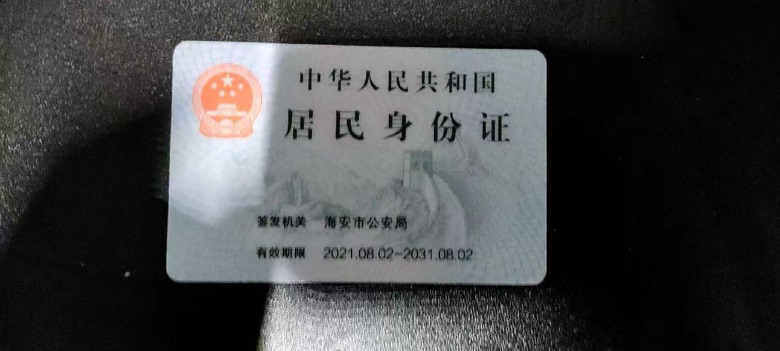 中华人民共和国
居民身份证
签发机关 海安市公安局
有效期限 2021.08.02-2031.08.02